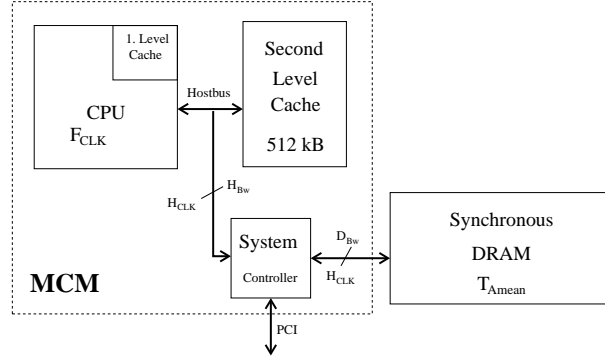 1. Level
Cache
CPU
F_CLK
Hostbus
Second
Level
Cache
512 kB
H_CLK
H_Bw
System
Controller
D_Bw
H_CLK
Synchronous
DRAM
T_Amean
MCM
PCI